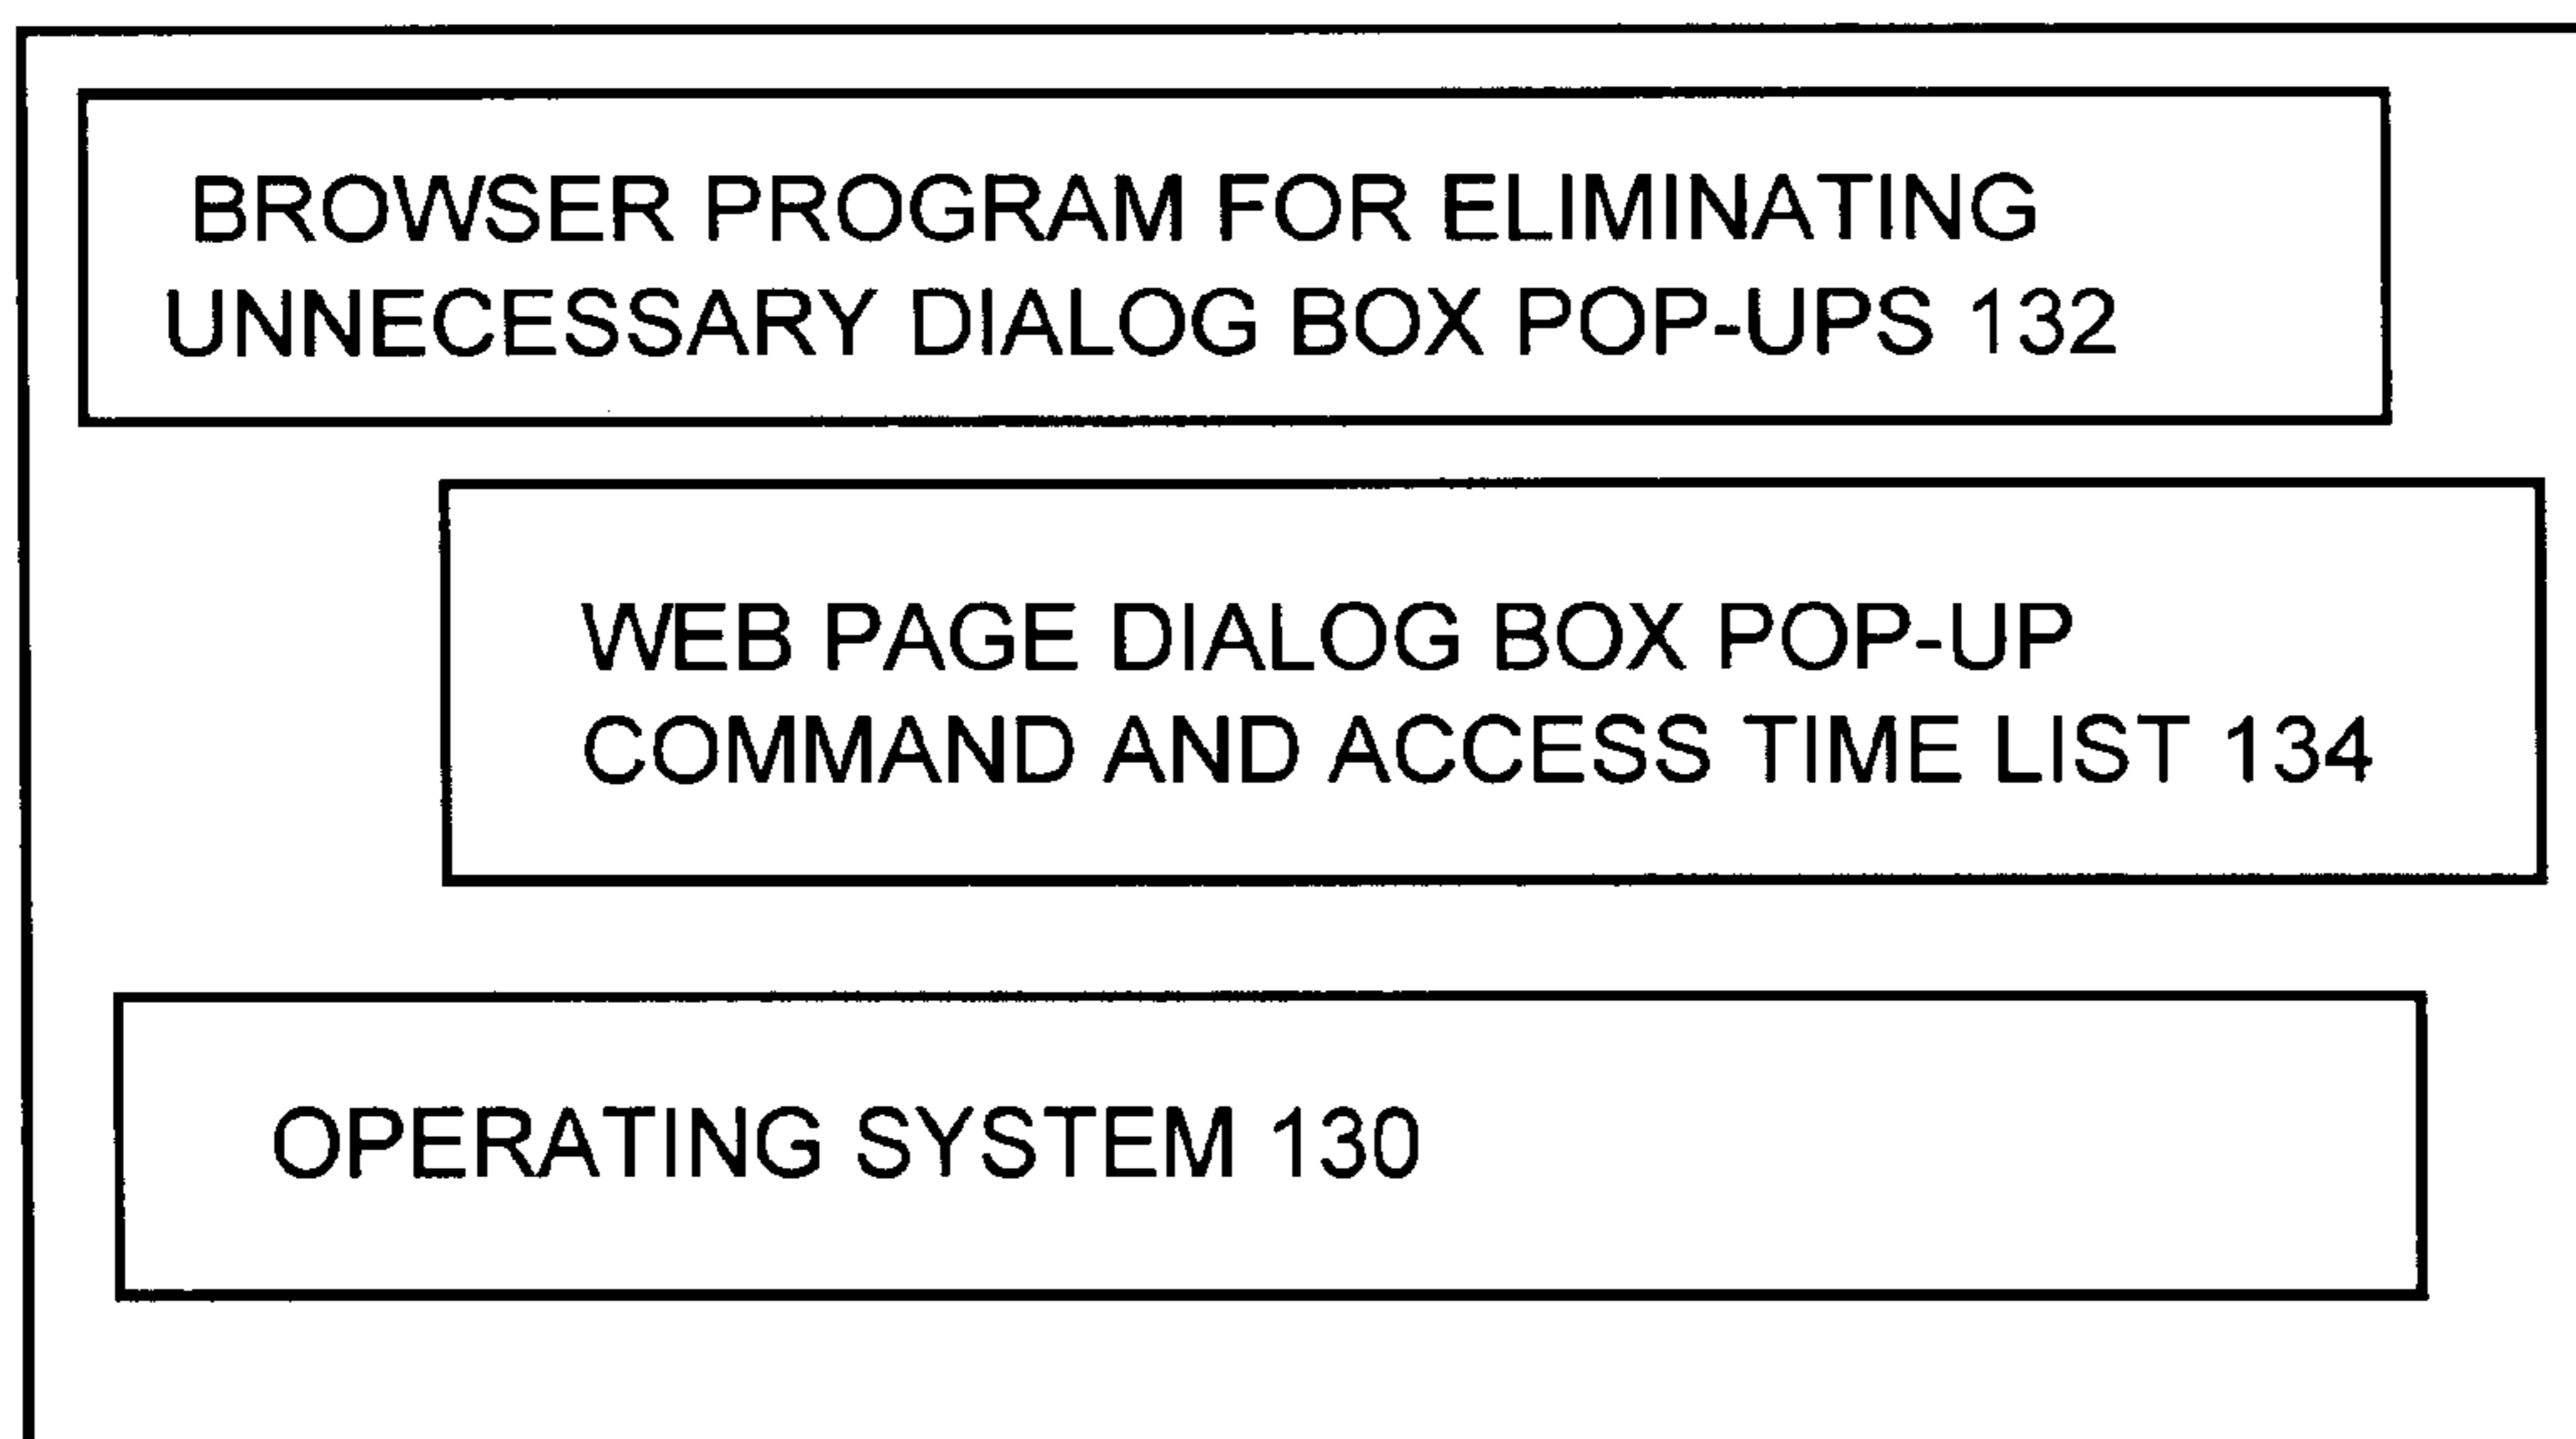 BROWSER PROGRAM FOR ELIMINATING
UNNECESSARY DIALOG BOX POP-UPS 132
WEB PAGE DIALOG BOX POP-UP
COMMAND AND ACCESS TIME LIST 134
OPERATING SYSTEM 130